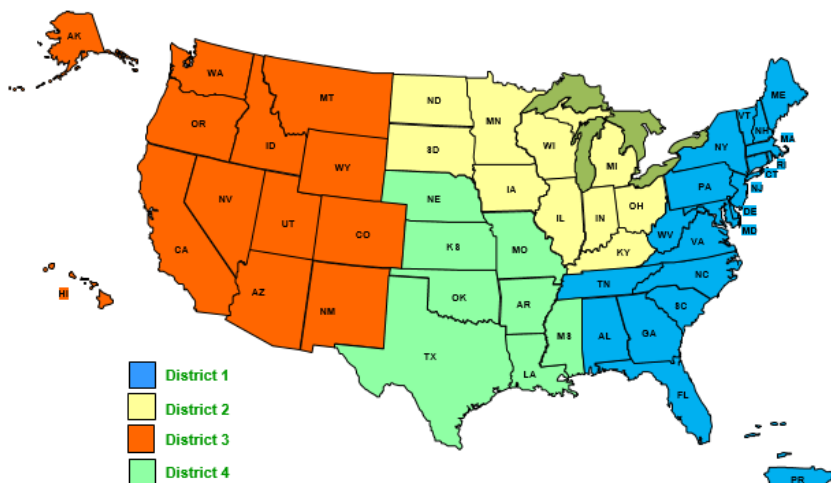 AK
WA
MT
ND
MN
ME
VT
NH
MA
OR
ID
SD
WI
NY
RI
CT
WY
MI
PA
NJ
NE
IA
OH
DE
MD
NV
UT
CO
IL
IN
WV
VA
CA
KS
MO
KY
NC
HI
AZ
NM
OK
AR
TN
SC
TX
MS
AL
GA
LA
FL
District 1
District 2
District 3
District 4
PR